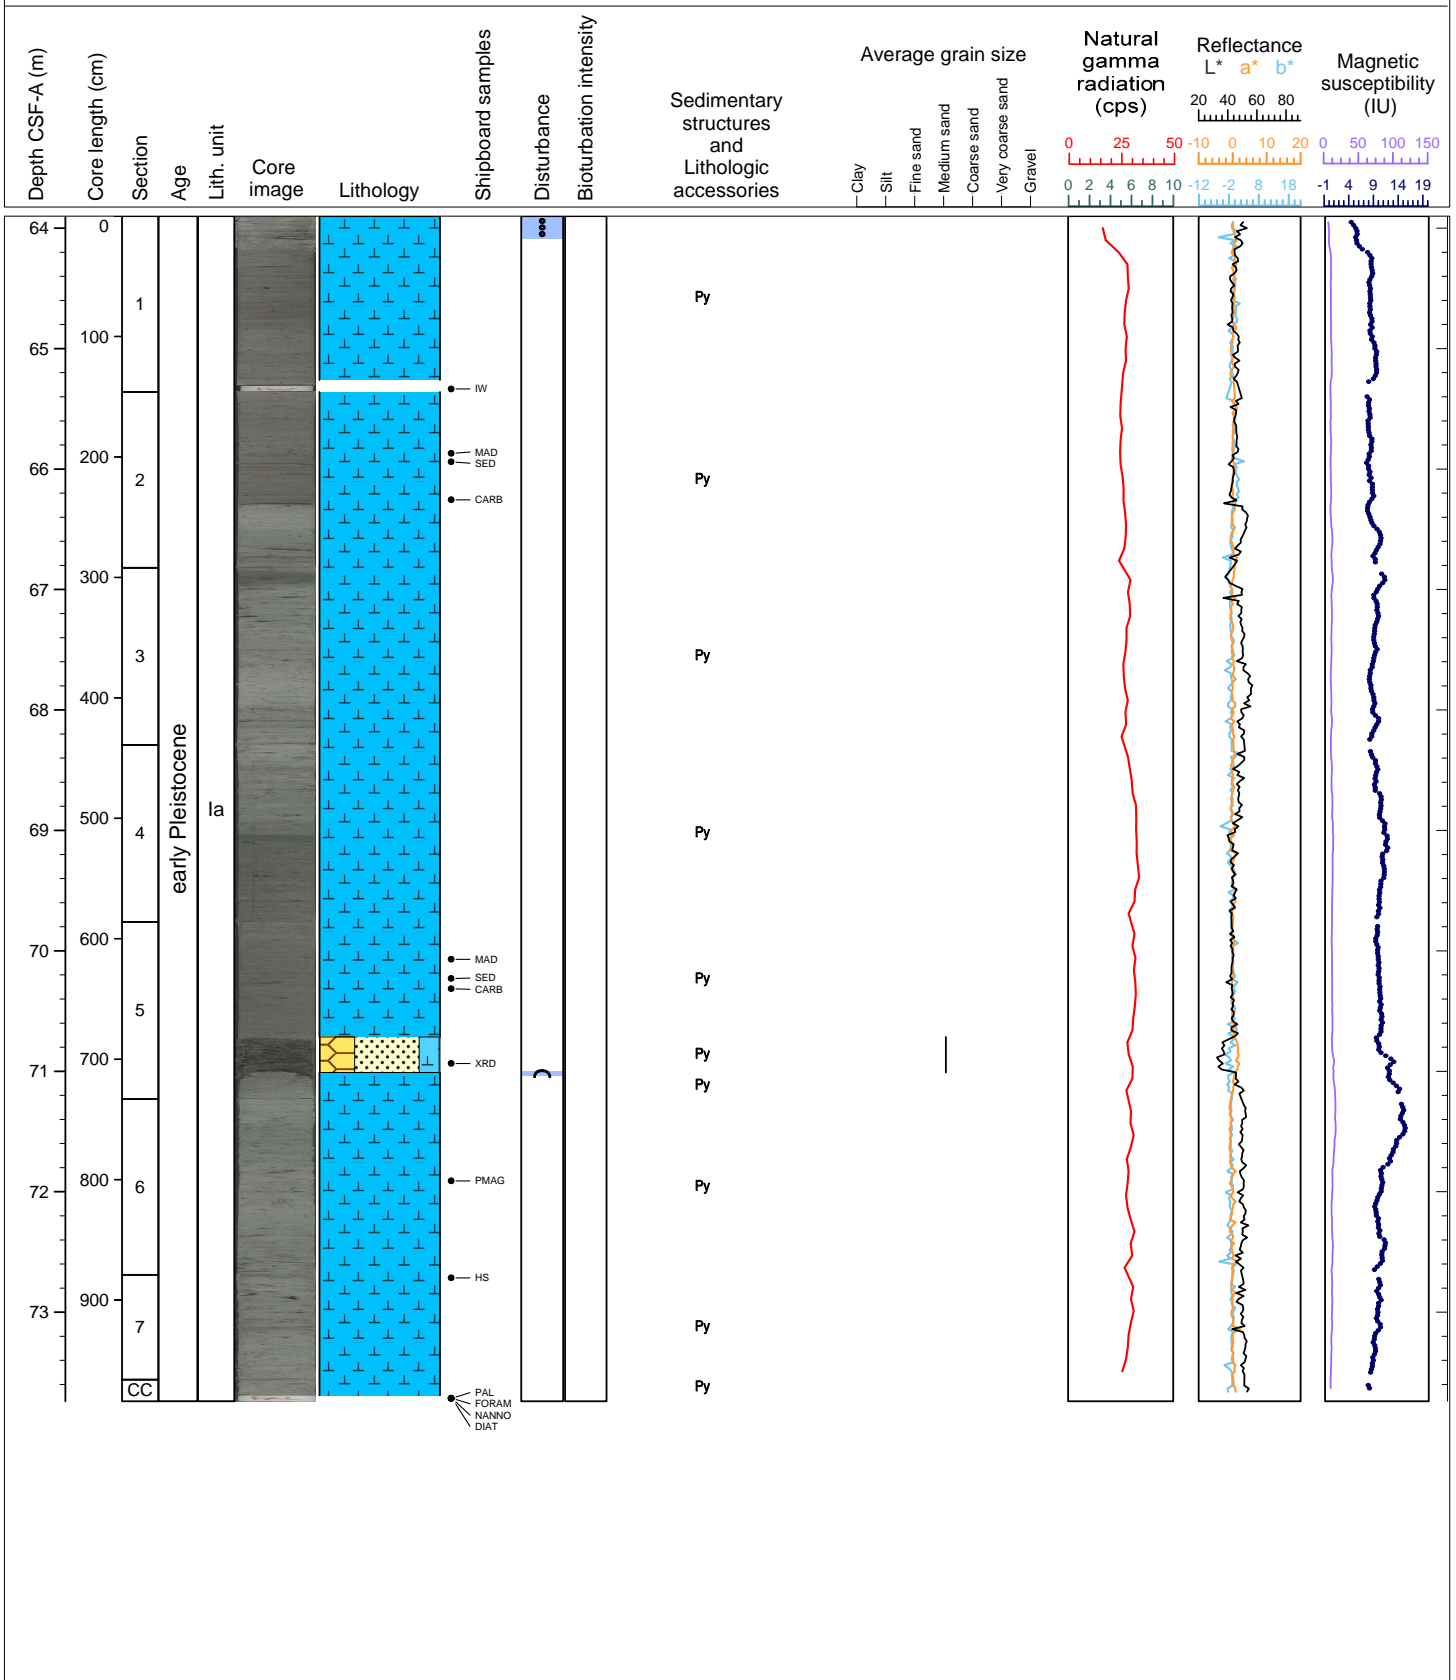 Depth CSF-A (m)
Core length (cm)
Section
Age
Lith. unit
Core
image
Lithology
Shipboard samples
Disturbance
Bioturbation intensity
Sedimentary
structures
and
Lithologic
accessories
Average grain size
Clay
Silt
Fine sand
Medium sand
Coarse sand
Very coarse sand
Gravel
Natural
gamma
radiation
(cps)
0 25 50
0 2 4 6 8 10
Reflectance
L* a* b*
20 40 60 80
-10 0 10 20
-12 -2 8 18
Magnetic
susceptibility
(IU)
0 50 100 150
-1 4 9 14 19
64 0
1 Py
100
65
IW
MAD
200 SED
66 2 Py
CARB
300
67
3 Py
400
68
early Pleistocene
Ia
500
69 4 Py
600
70 MAD
SED
Py
CARB
5
Py
700 XRD
71
Py
800 PMAG
72 6 Py
HS
900
73
7 Py
CC Py
PAL
FORAM
NANNO
DIAT